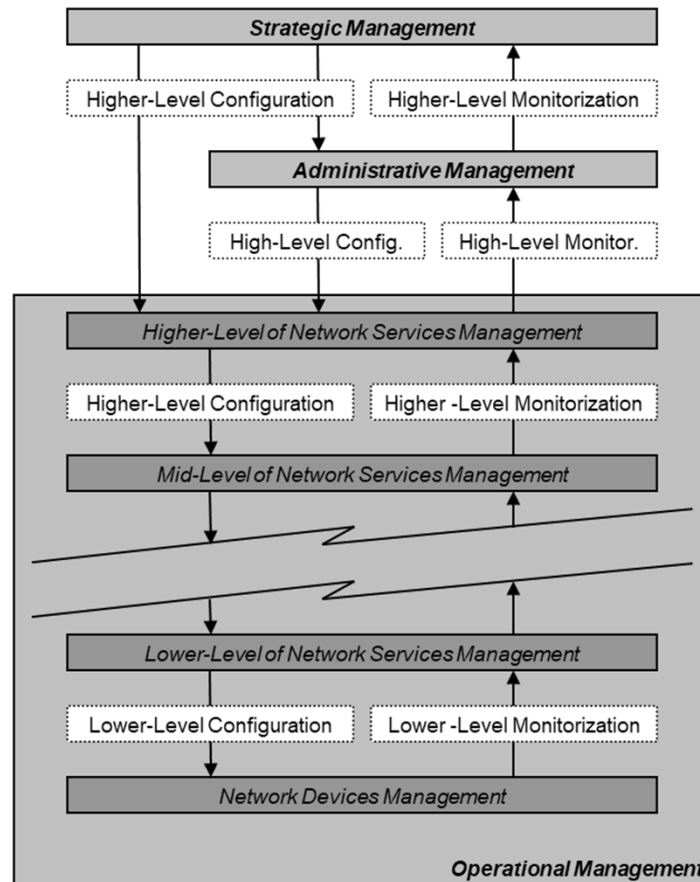 Strategic Management
Higher-Level Configuration
Higher-Level Monitorization
Administrative Management
High-Level Config.
High-Level Monitor.
Higher-Level of Network Services Management
Higher-Level Configuration
Higher -Level Monitorization
Mid-Level of Network Services Management
Lower-Level of Network Services Management
Lower-Level Configuration
Lower -Level Monitorization
Network Devices Management
Operational Management